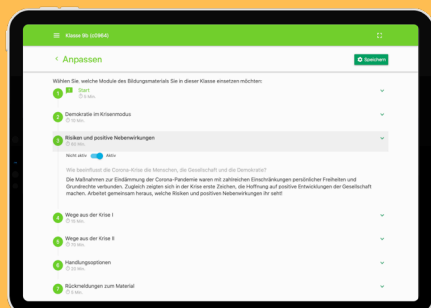 Klasse 9b (c0984)
Anpassen
Speichern
Wählen Sie, welche Module des Bildungsmaterials Sie in dieser Klasse einsetzen möchten:
1 Start
5 Min.
2 Demokratie im Krisenmodus
10 Min.
3 Risiken und positive Nebenwirkungen
60 Min.
Nicht aktiv Aktiv
Wie beeinflusst die Corona-Krise die Menschen, die Gesellschaft und die Demokratie?
Die Maßnahmen zur Eindämmung der Corona-Pandemie waren mit zahlreichen Einschränkungen persönlicher Freiheiten und
Grundrechte verbunden. Zugleich zeigten sich in der Krise erste Zeichen, die Hoffnung auf positive Entwicklungen der Gesellschaft
machen. Arbeitet gemeinsam heraus, welche Risiken und positiven Nebenwirkungen ihr seht!
4 Wege aus der Krise I
10 Min.
5 Wege aus der Krise II
6 Handlungsoptionen
20 Min.
7 Rückmeldungen zum Material
5 Min.